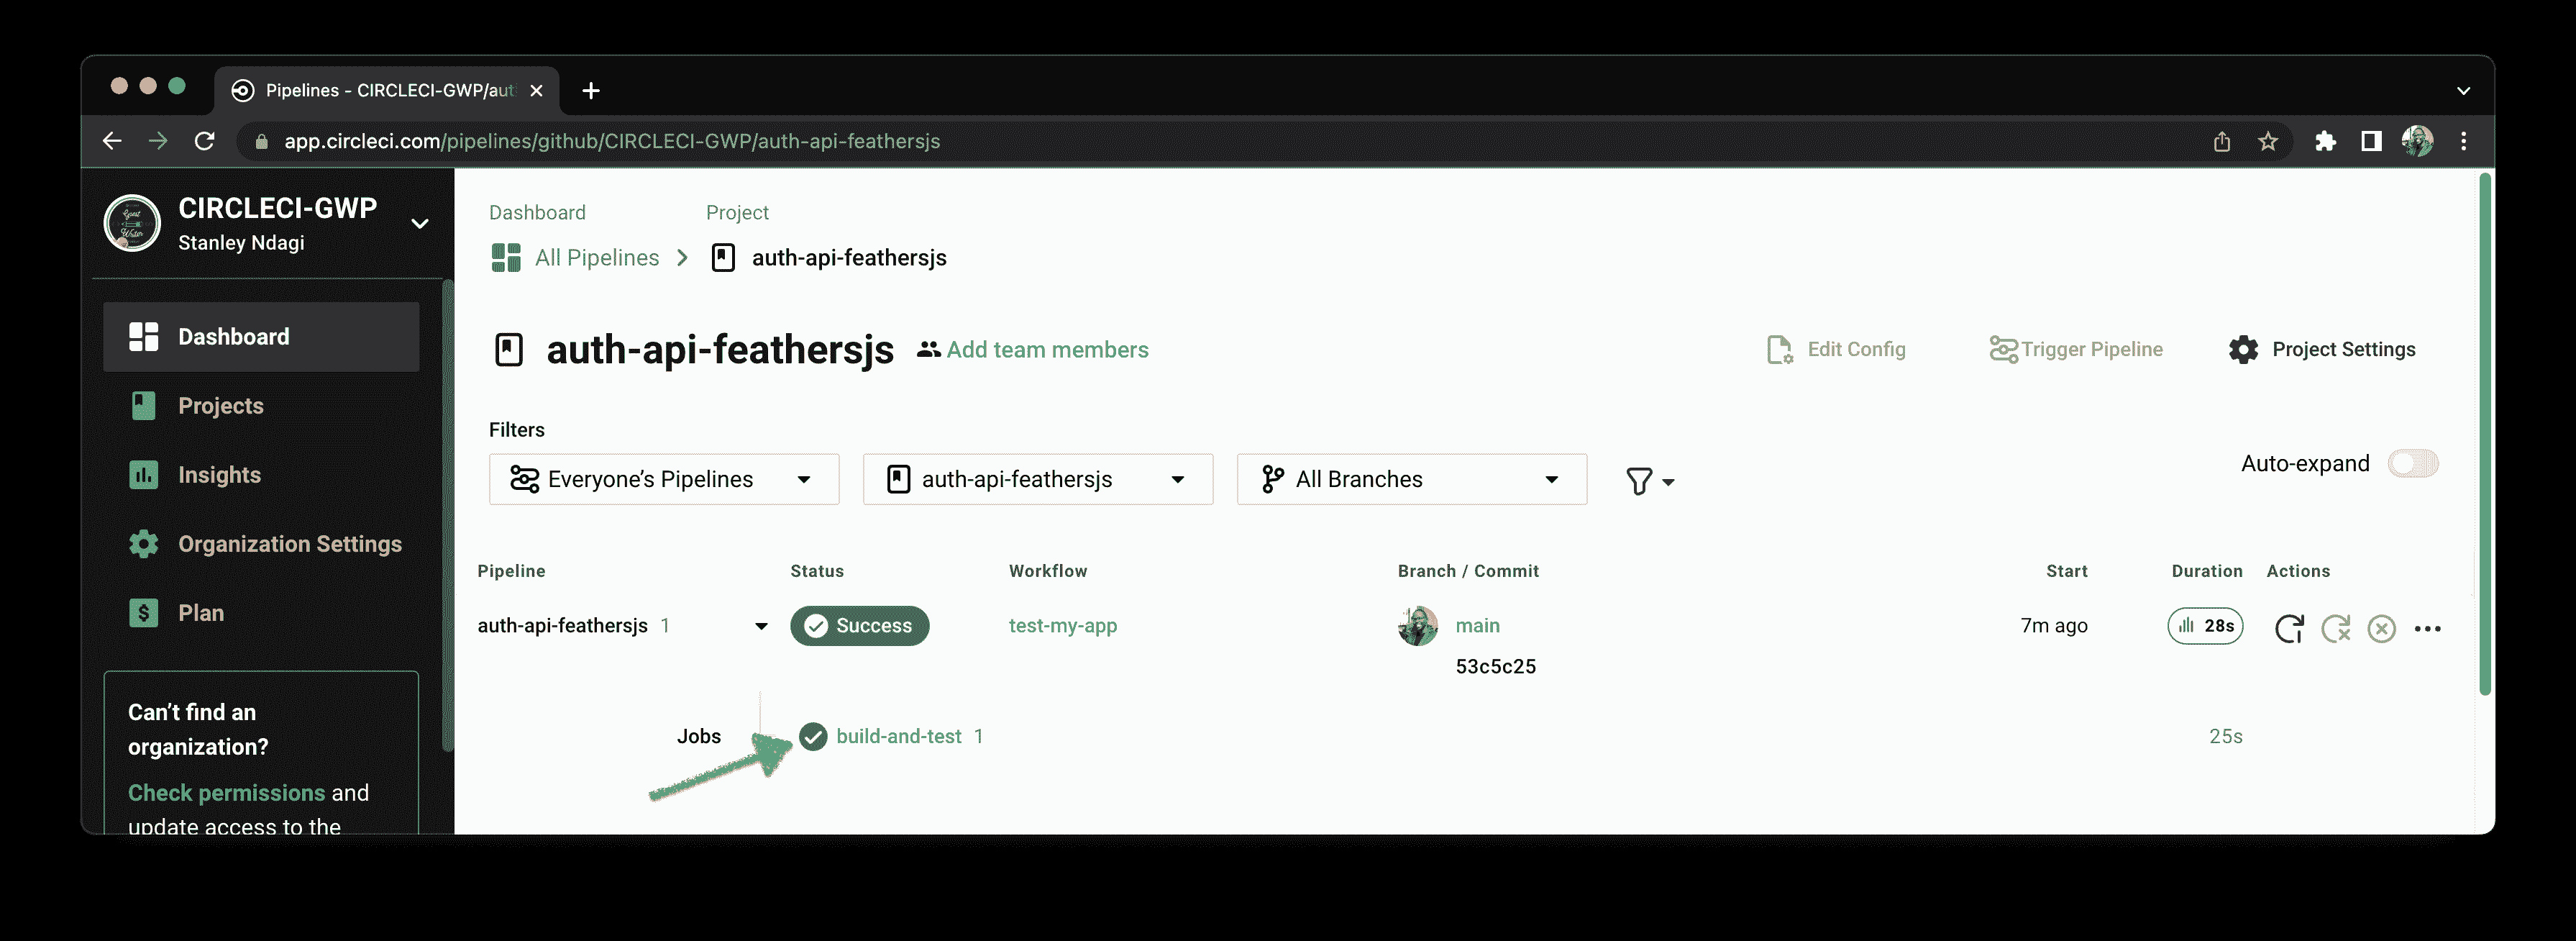 Pipelines - CIRCLECI-GWP/aut
app.circleci.com/pipelines/github/CIRCLECI-GWP/auth-api-feathersjs
CIRCLECI-GWP
Stanley Ndagi
Guest
Writer
Dashboard
Projects
Insights
Organization Settings
Plan
Can’t find an
organization?
Check permissions and
update access to the
Dashboard Project
All Pipelines auth-api-feathersjs
auth-api-feathersjs Add team members
Edit Config Trigger Pipeline Project Settings
Filters
Everyone’s Pipelines auth-api-feathersjs All Branches
Auto-expand
Pipeline Status Workflow Branch / Commit Start Duration Actions
auth-api-feathersjs 1 Success test-my-app main 7m ago 28s
53c5c25
Jobs build-and-test 1 25s